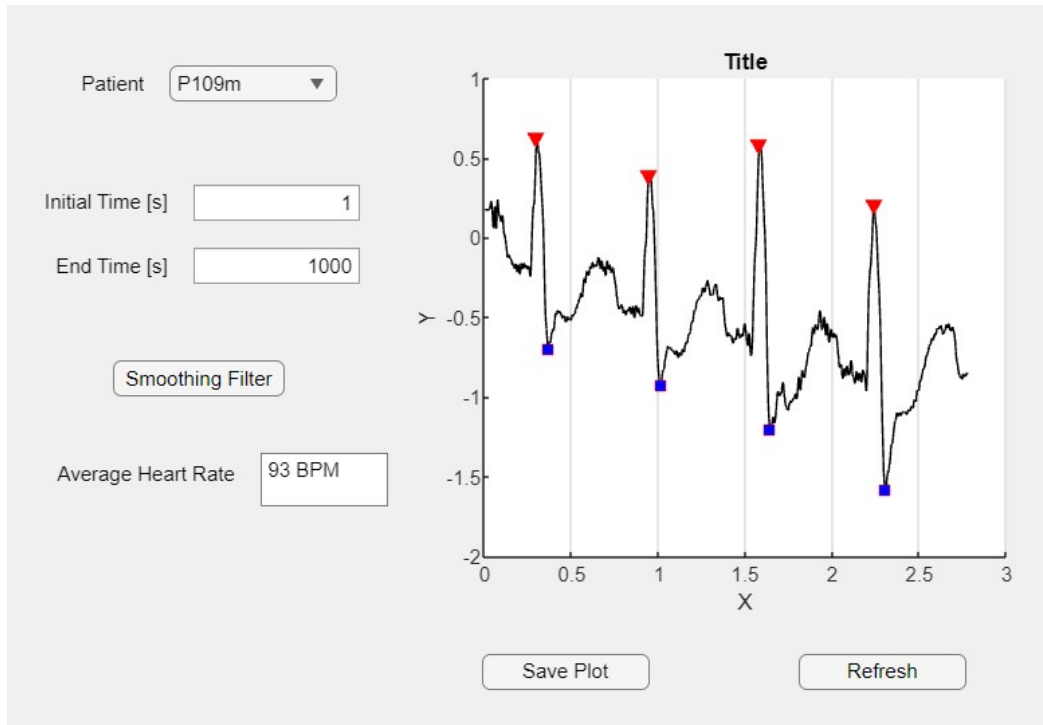 Patient
P109m
Initial Time [s]
1
End Time [s]
1000
Smoothing Filter
Average Heart Rate
93 BPM
Title
1
0.5
0
-0.5
-1
-1.5
-2
Y
0 0.5 1 1.5 2 2.5 3
X
Save Plot
Refresh